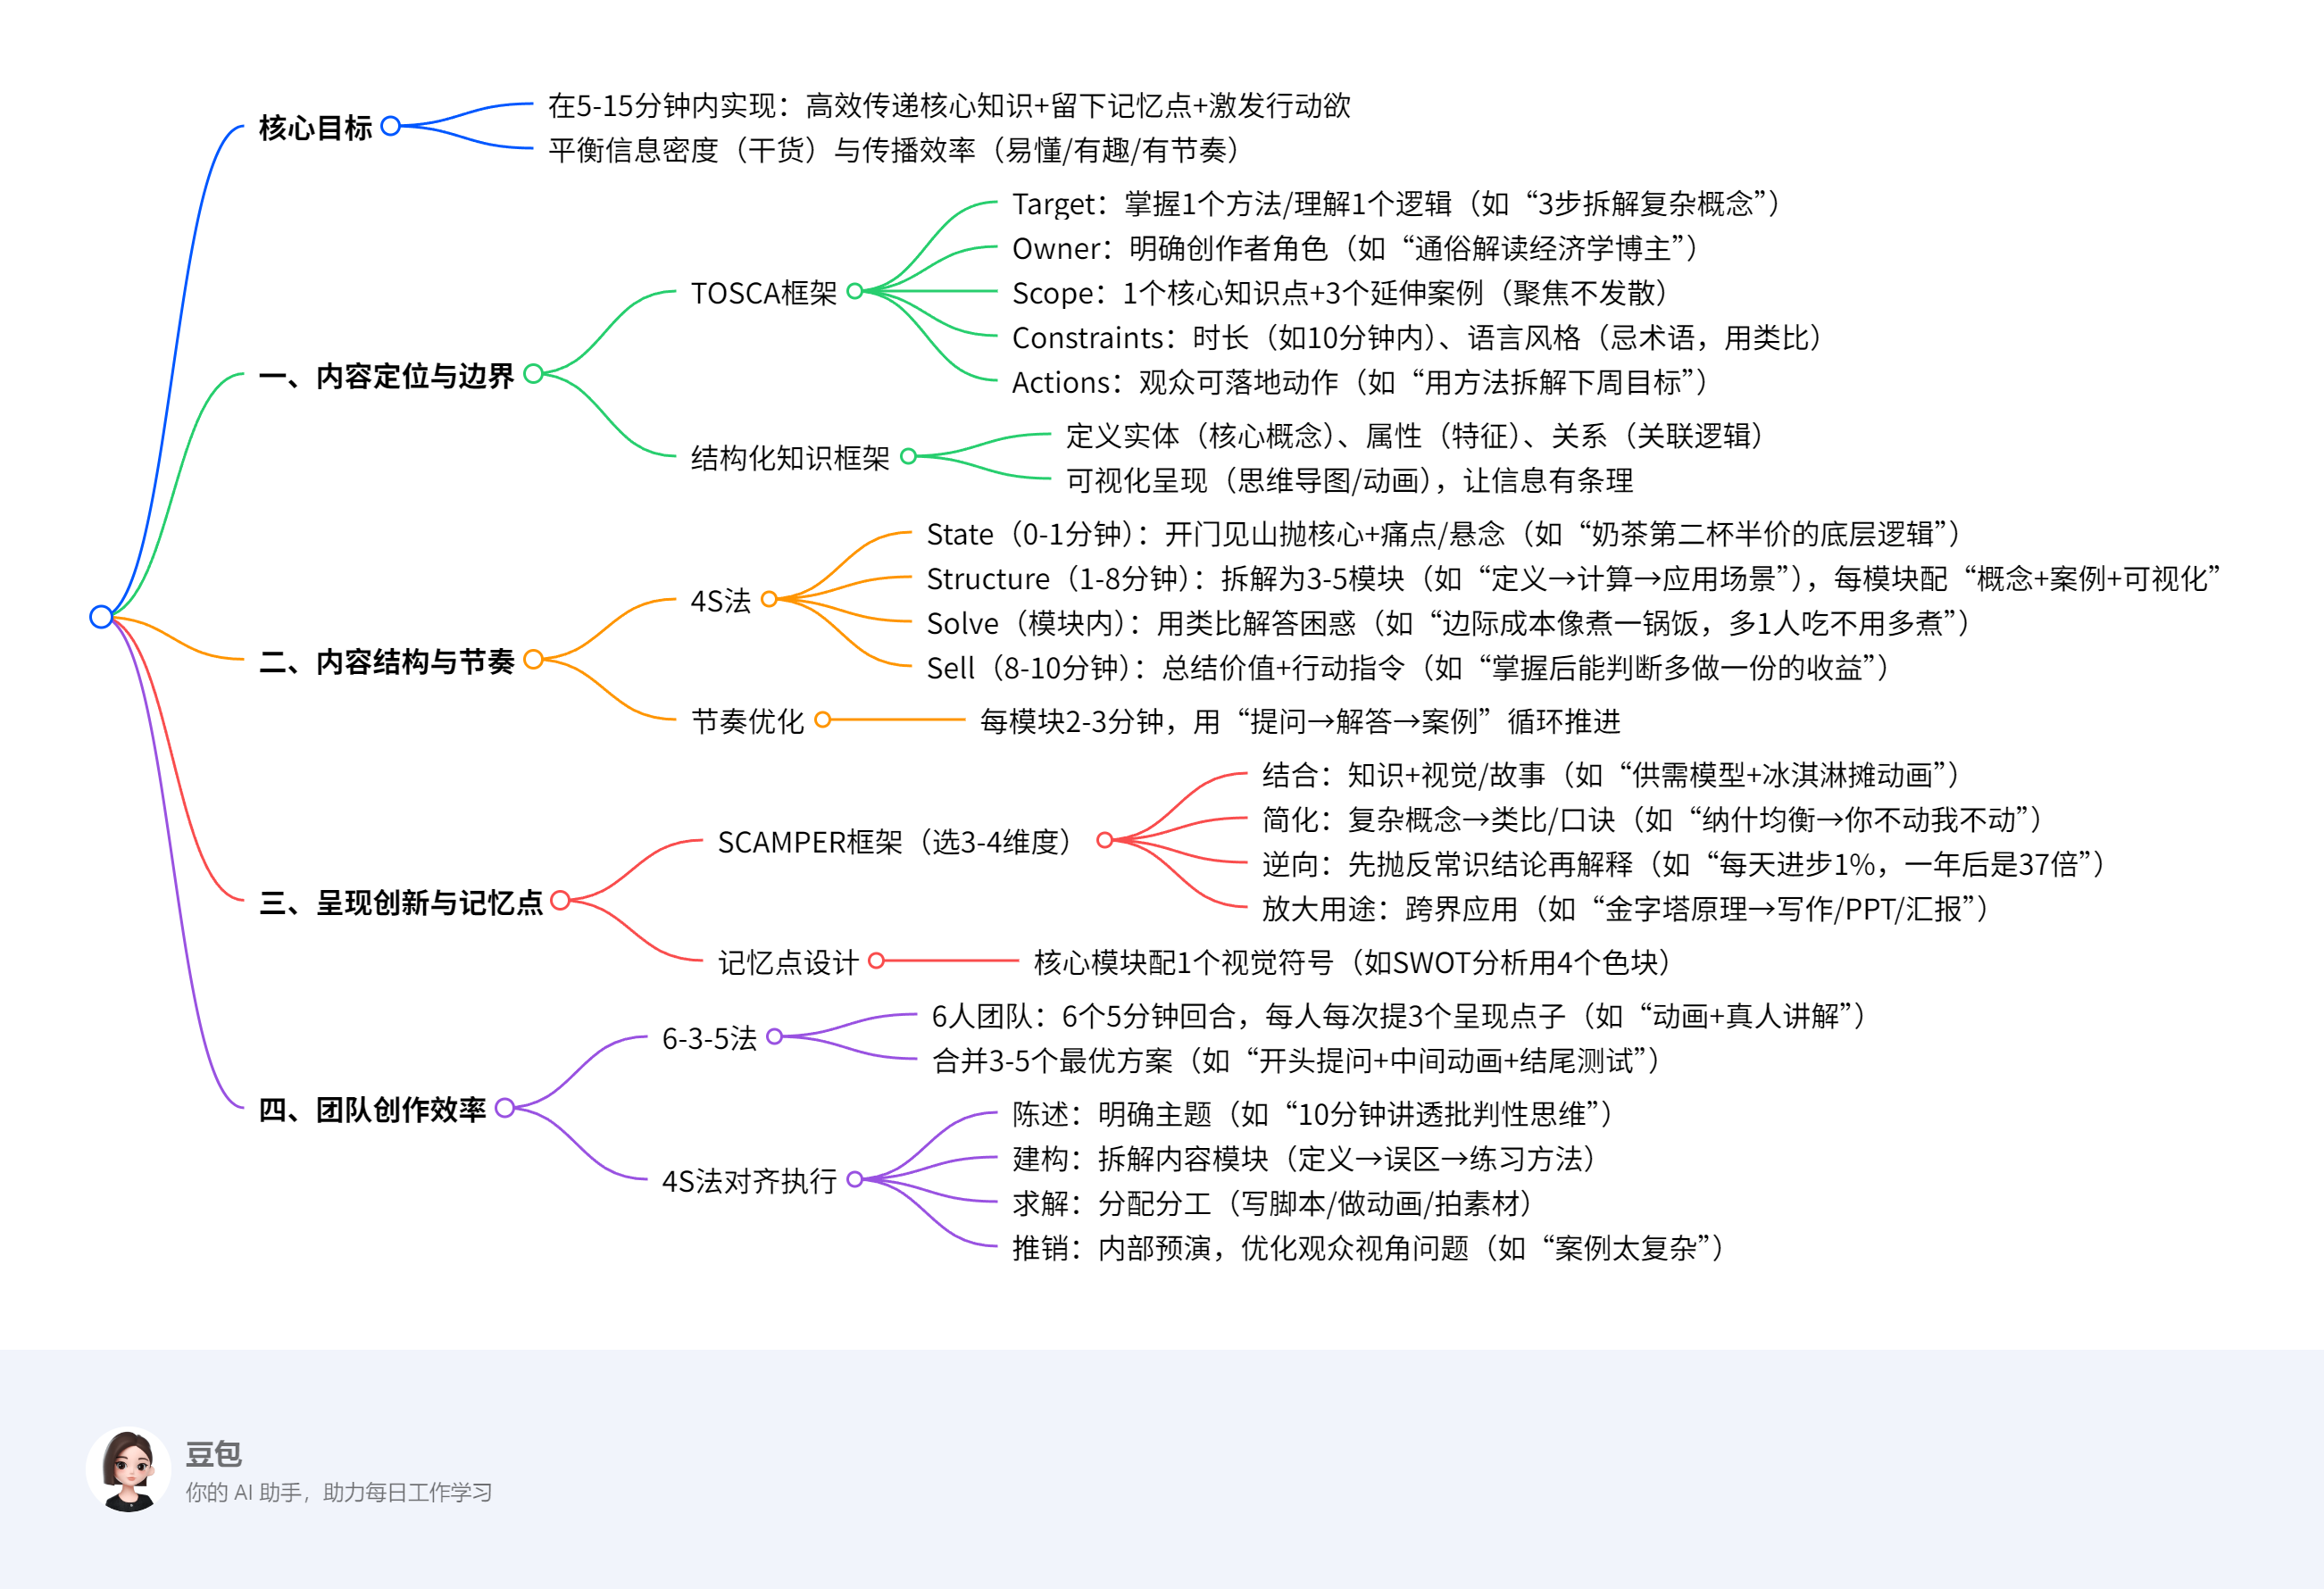 核心目标
在5-15分钟内实现：高效传递核心知识+留下记忆点+激发行动欲
平衡信息密度（干货）与传播效率（易懂/有趣/有节奏）
一、内容定位与边界
TOSCA框架
Target：掌握1个方法/理解1个逻辑（如“3步拆解复杂概念”）
Owner：明确创作者角色（如“通俗解读经济学博主”）
Scope：1个核心知识点+3个延伸案例（聚焦不发散）
Constraints：时长（如10分钟内）、语言风格（忌术语，用类比）
Actions：观众可落地动作（如“用方法拆解下周目标”）
结构化知识框架
定义实体（核心概念）、属性（特征）、关系（关联逻辑）
可视化呈现（思维导图/动画），让信息有条理
二、内容结构与节奏
4S法
State（0-1分钟）：开门见山抛核心+痛点/悬念（如“奶茶第二杯半价的底层逻辑”）
Structure（1-8分钟）：拆解为3-5模块（如“定义→计算→应用场景”），每模块配“概念+案例+可视化”
Solve（模块内）：用类比解答困惑（如“边际成本像煮一锅饭，多1人吃不用多煮”）
Sell（8-10分钟）：总结价值+行动指令（如“掌握后能判断多做一份的收益”）
节奏优化
每模块2-3分钟，用“提问→解答→案例”循环推进
三、呈现创新与记忆点
SCAMPER框架（选3-4维度）
结合：知识+视觉/故事（如“供需模型+冰淇淋摊动画”）
简化：复杂概念→类比/口诀（如“纳什均衡→你不动我不动”）
逆向：先抛反常识结论再解释（如“每天进步1%，一年后是37倍”）
放大用途：跨界应用（如“金字塔原理→写作/PPT/汇报”）
记忆点设计
核心模块配1个视觉符号（如SWOT分析用4个色块）
四、团队创作效率
6-3-5法
6人团队：6个5分钟回合，每人每次提3个呈现点子（如“动画+真人讲解”）
合并3-5个最优方案（如“开头提问+中间动画+结尾测试”）
4S法对齐执行
陈述：明确主题（如“10分钟讲透批判性思维”）
建构：拆解内容模块（定义→误区→练习方法）
求解：分配分工（写脚本/做动画/拍素材）
推销：内部预演，优化观众视角问题（如“案例太复杂”）
豆包
你的 AI 助手，助力每日工作学习